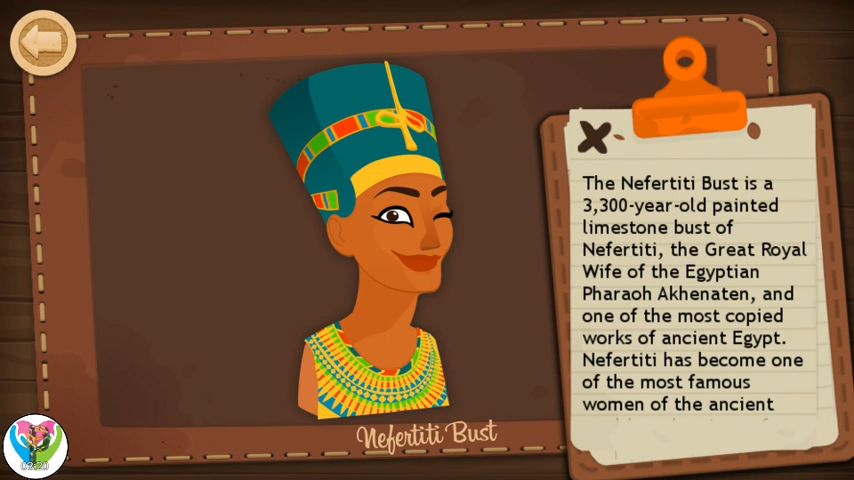 The Nefertiti Bust is a
3,300-year-old painted
limestone bust of
Nefertiti, the Great Royal
Wife of the Egyptian
Pharaoh Akhenaten, and
one of the most copied
works of ancient Egypt.
Nefertiti has become one
of the most famous
women of the ancient
Nefertiti Bust
03:20